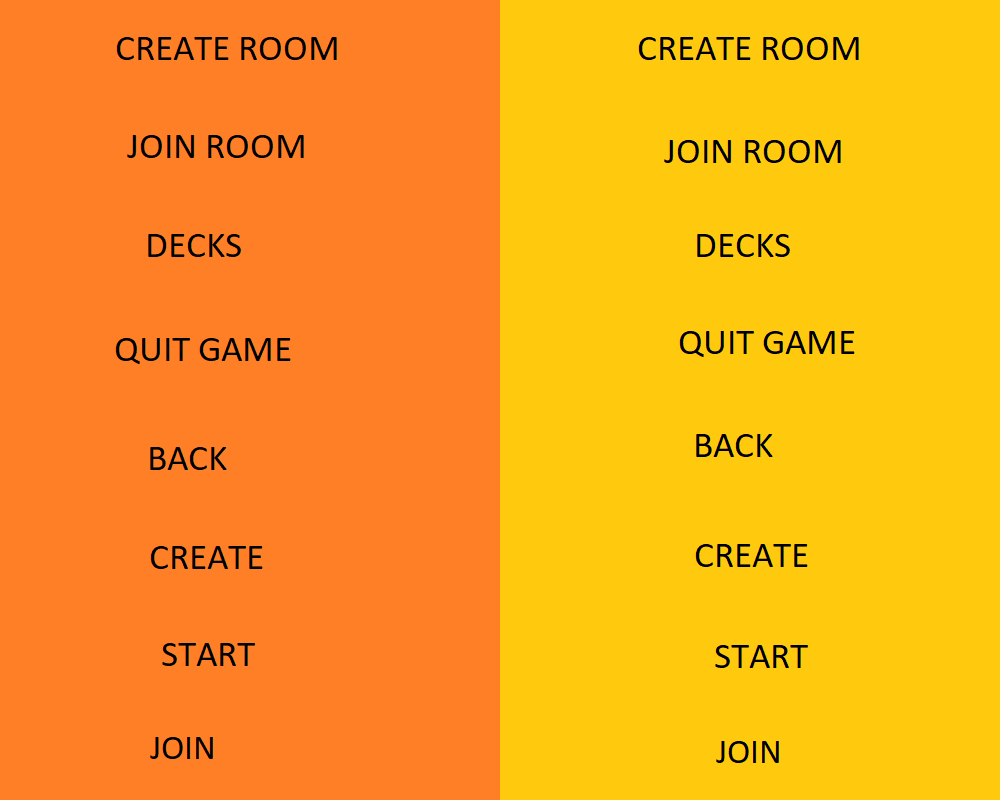 CREATE ROOM
JOIN ROOM
DECKS
QUIT GAME
BACK
CREATE
START
JOIN
CREATE ROOM
JOIN ROOM
DECKS
QUIT GAME
BACK
CREATE
START
JOIN